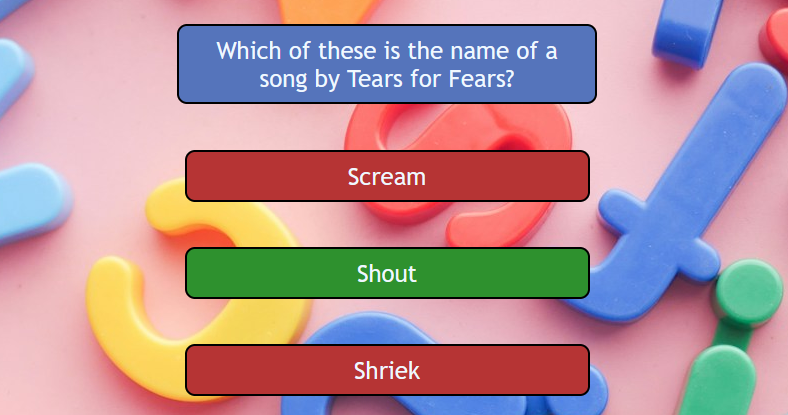 Which of these is the name of a
song by Tears for Fears?
Scream
Shout
Shriek